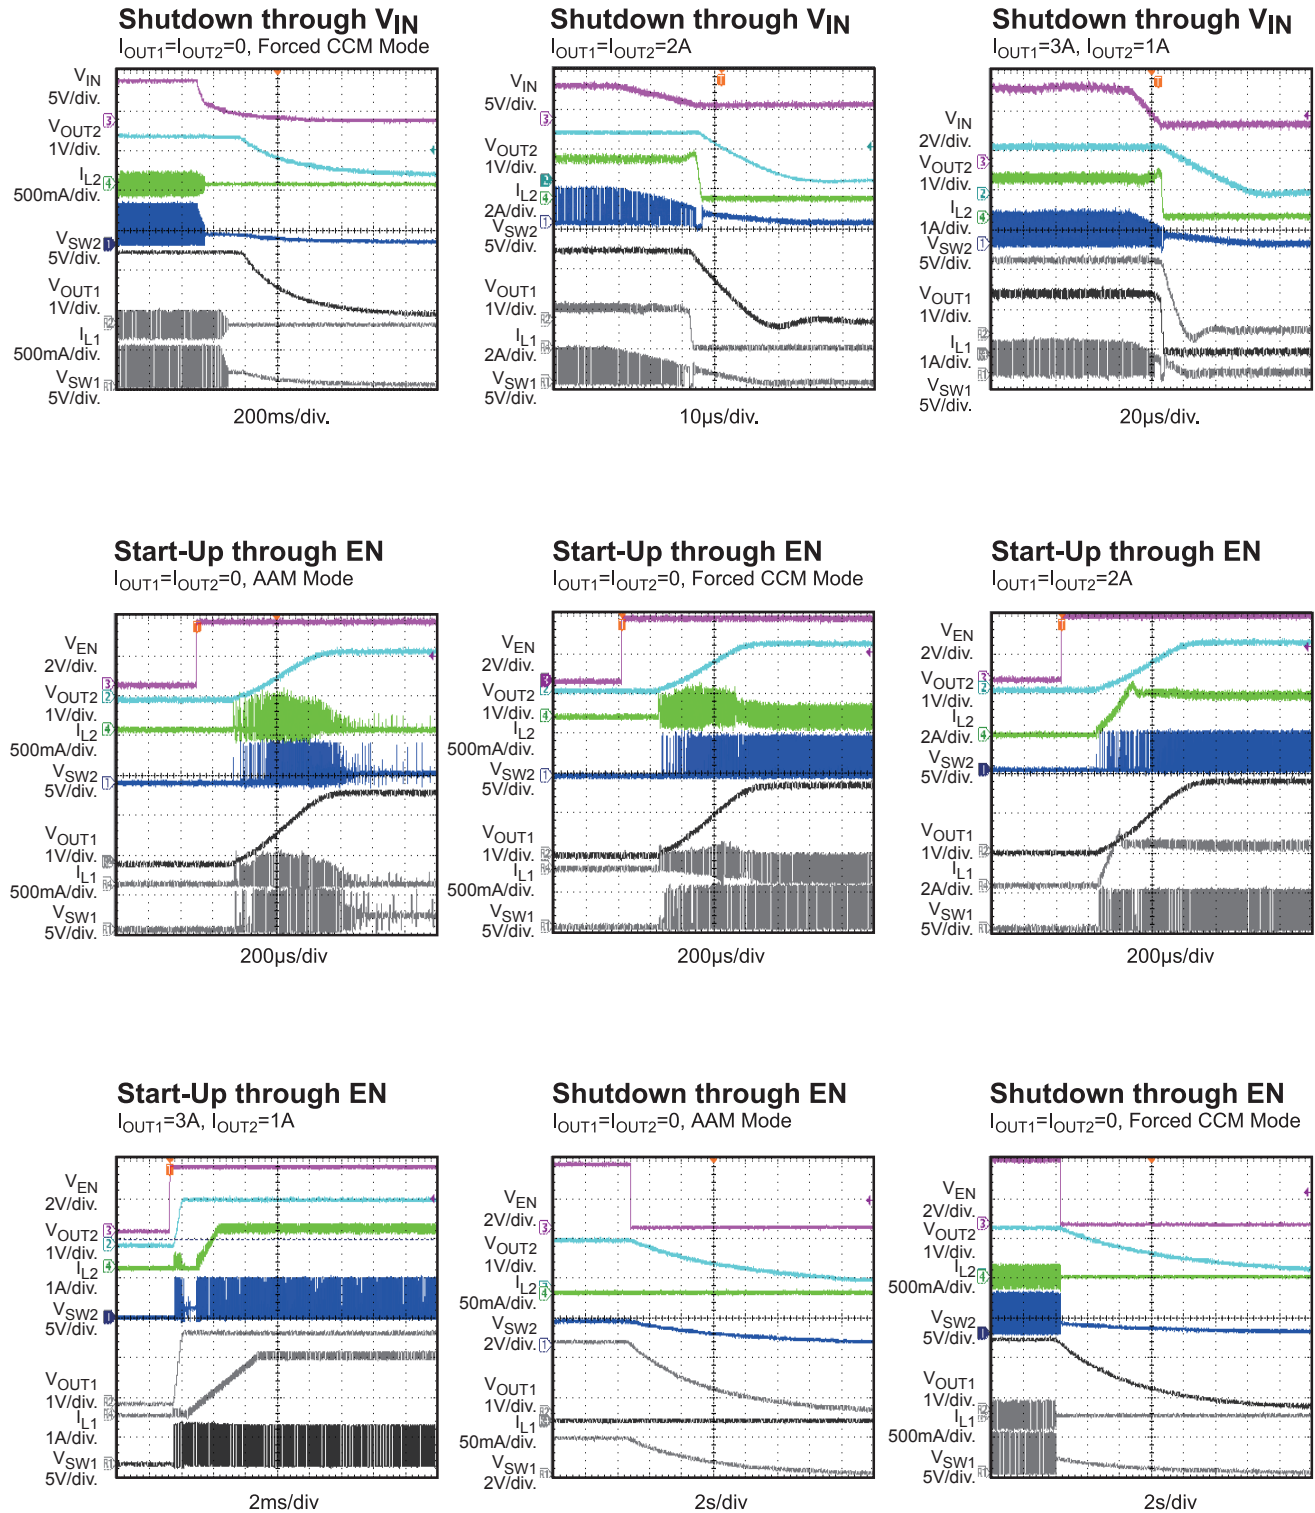 Shutdown through VIN
IOUT1=IOUT2=0, Forced CCM Mode
VIN
5V/div.
VOUT2
1V/div.
IL2
500mA/div.
VSW2
5V/div.
VOUT1
1V/div.
IL1
500mA/div.
VSW1
5V/div.
200ms/div.
Shutdown through VIN
IOUT1=IOUT2=2A
VIN
5V/div.
VOUT2
1V/div.
IL2
2A/div.
VSW2
5V/div.
VOUT1
1V/div.
IL1
2A/div.
VSW1
5V/div.
10µs/div.
Shutdown through VIN
IOUT1=3A, IOUT2=1A
VIN
2V/div.
VOUT2
1V/div.
IL2
1A/div.
VSW2
5V/div.
VOUT1
1V/div.
IL1
1A/div.
VSW1
5V/div.
20µs/div.
Start-Up through EN
IOUT1=IOUT2=0, AAM Mode
VEN
2V/div.
VOUT2
1V/div.
IL2
500mA/div.
VSW2
5V/div.
VOUT1
1V/div.
IL1
500mA/div.
VSW1
5V/div.
200µs/div
Start-Up through EN
IOUT1=IOUT2=0, Forced CCM Mode
VEN
2V/div.
VOUT2
1V/div.
IL2
500mA/div.
VSW2
5V/div.
VOUT1
1V/div.
IL1
500mA/div.
VSW1
5V/div.
200µs/div
Start-Up through EN
IOUT1=IOUT2=2A
VEN
2V/div.
VOUT2
1V/div.
IL2
2A/div.
VSW2
5V/div.
VOUT1
1V/div.
IL1
2A/div.
VSW1
5V/div.
200µs/div
Start-Up through EN
IOUT1=3A, IOUT2=1A
VEN
2V/div.
VOUT2
1V/div.
IL2
1A/div.
VSW2
5V/div.
VOUT1
1V/div.
IL1
1A/div.
VSW1
5V/div.
2ms/div
Shutdown through EN
IOUT1=IOUT2=0, AAM Mode
VEN
2V/div.
VOUT2
1V/div.
IL2
50mA/div.
VSW2
2V/div.
VOUT1
1V/div.
IL1
50mA/div.
VSW1
2V/div.
2s/div
Shutdown through EN
IOUT1=IOUT2=0, Forced CCM Mode
VEN
2V/div.
VOUT2
1V/div.
IL2
500mA/div.
VSW2
5V/div.
VOUT1
1V/div.
IL1
500mA/div.
VSW1
5V/div.
2s/div